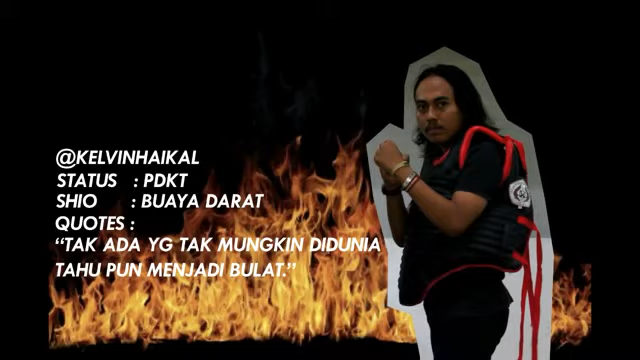 @KELVINHAIKAL
STATUS : PDKT
SHIO : BUAYA DARAT
QUOTES :
“TAK ADA YG TAK MUNGKIN DIDUNIA
TAHU PUN MENJADI BULAT.”